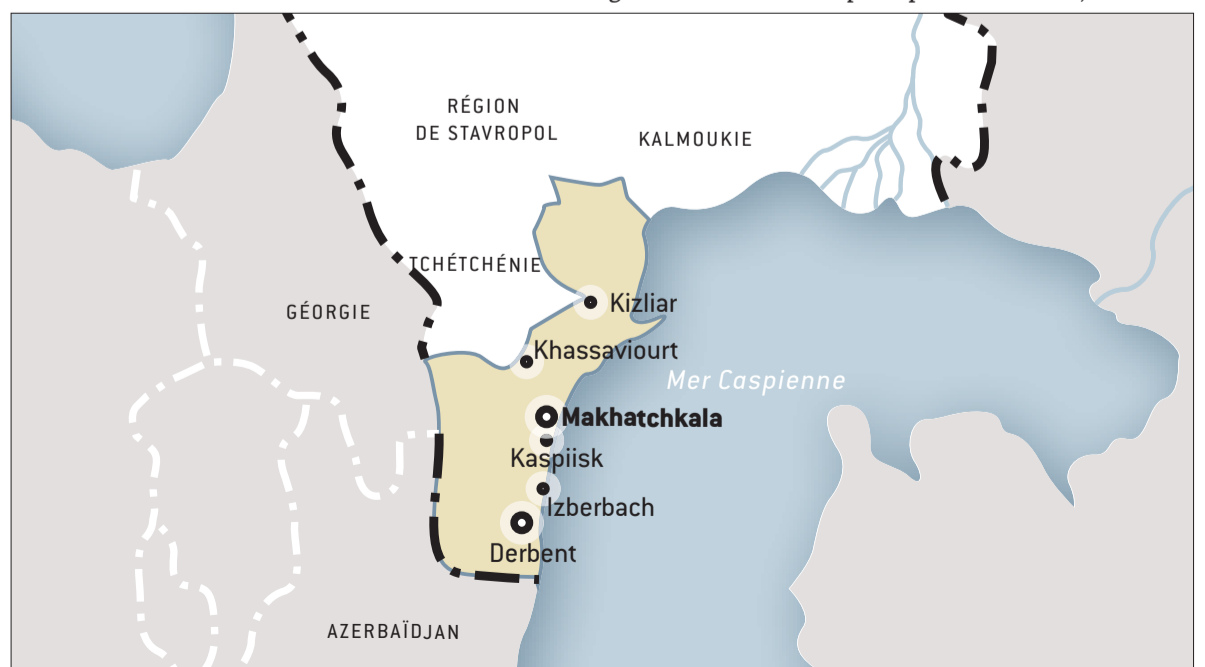 RÉGION
DE STAVROPOL
KALMOUKIE
TCHÉTCHÉNIE
GÉORGIE
Kizliar
Khassaviourt
Mer Caspienne
Makhatchkala
Kaspiisk
Izberbach
Derbent
AZERBAÏDJAN